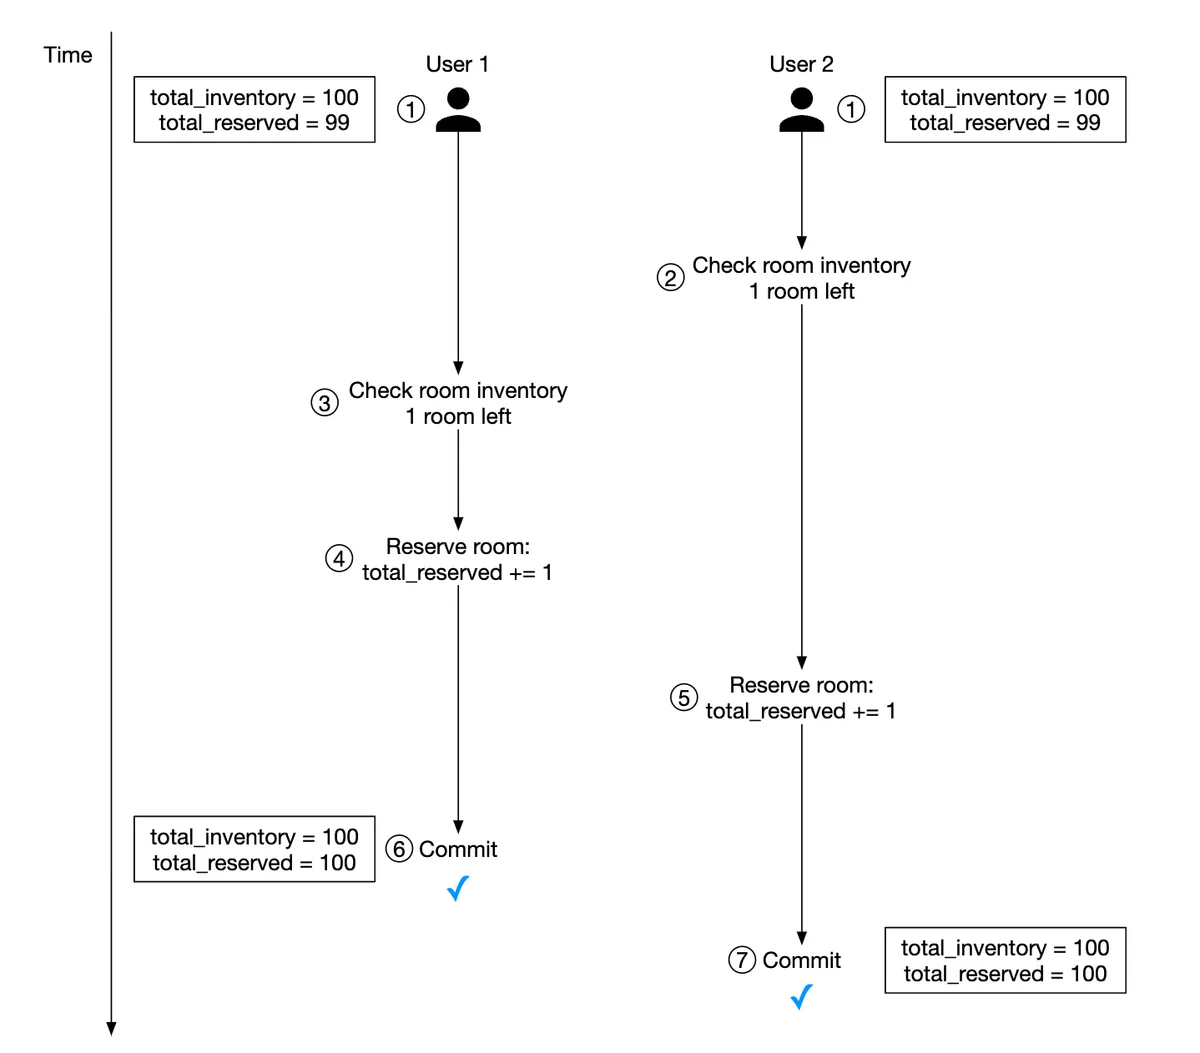 Time
User 1
User 2
total_inventory = 100
total_reserved = 99
①
①
total_inventory = 100
total_reserved = 99
②
Check room inventory
1 room left
③
Check room inventory
1 room left
④
Reserve room:
total_reserved += 1
⑤
Reserve room:
total_reserved += 1
total_inventory = 100
total_reserved = 100
⑥ Commit
⑦ Commit
total_inventory = 100
total_reserved = 100